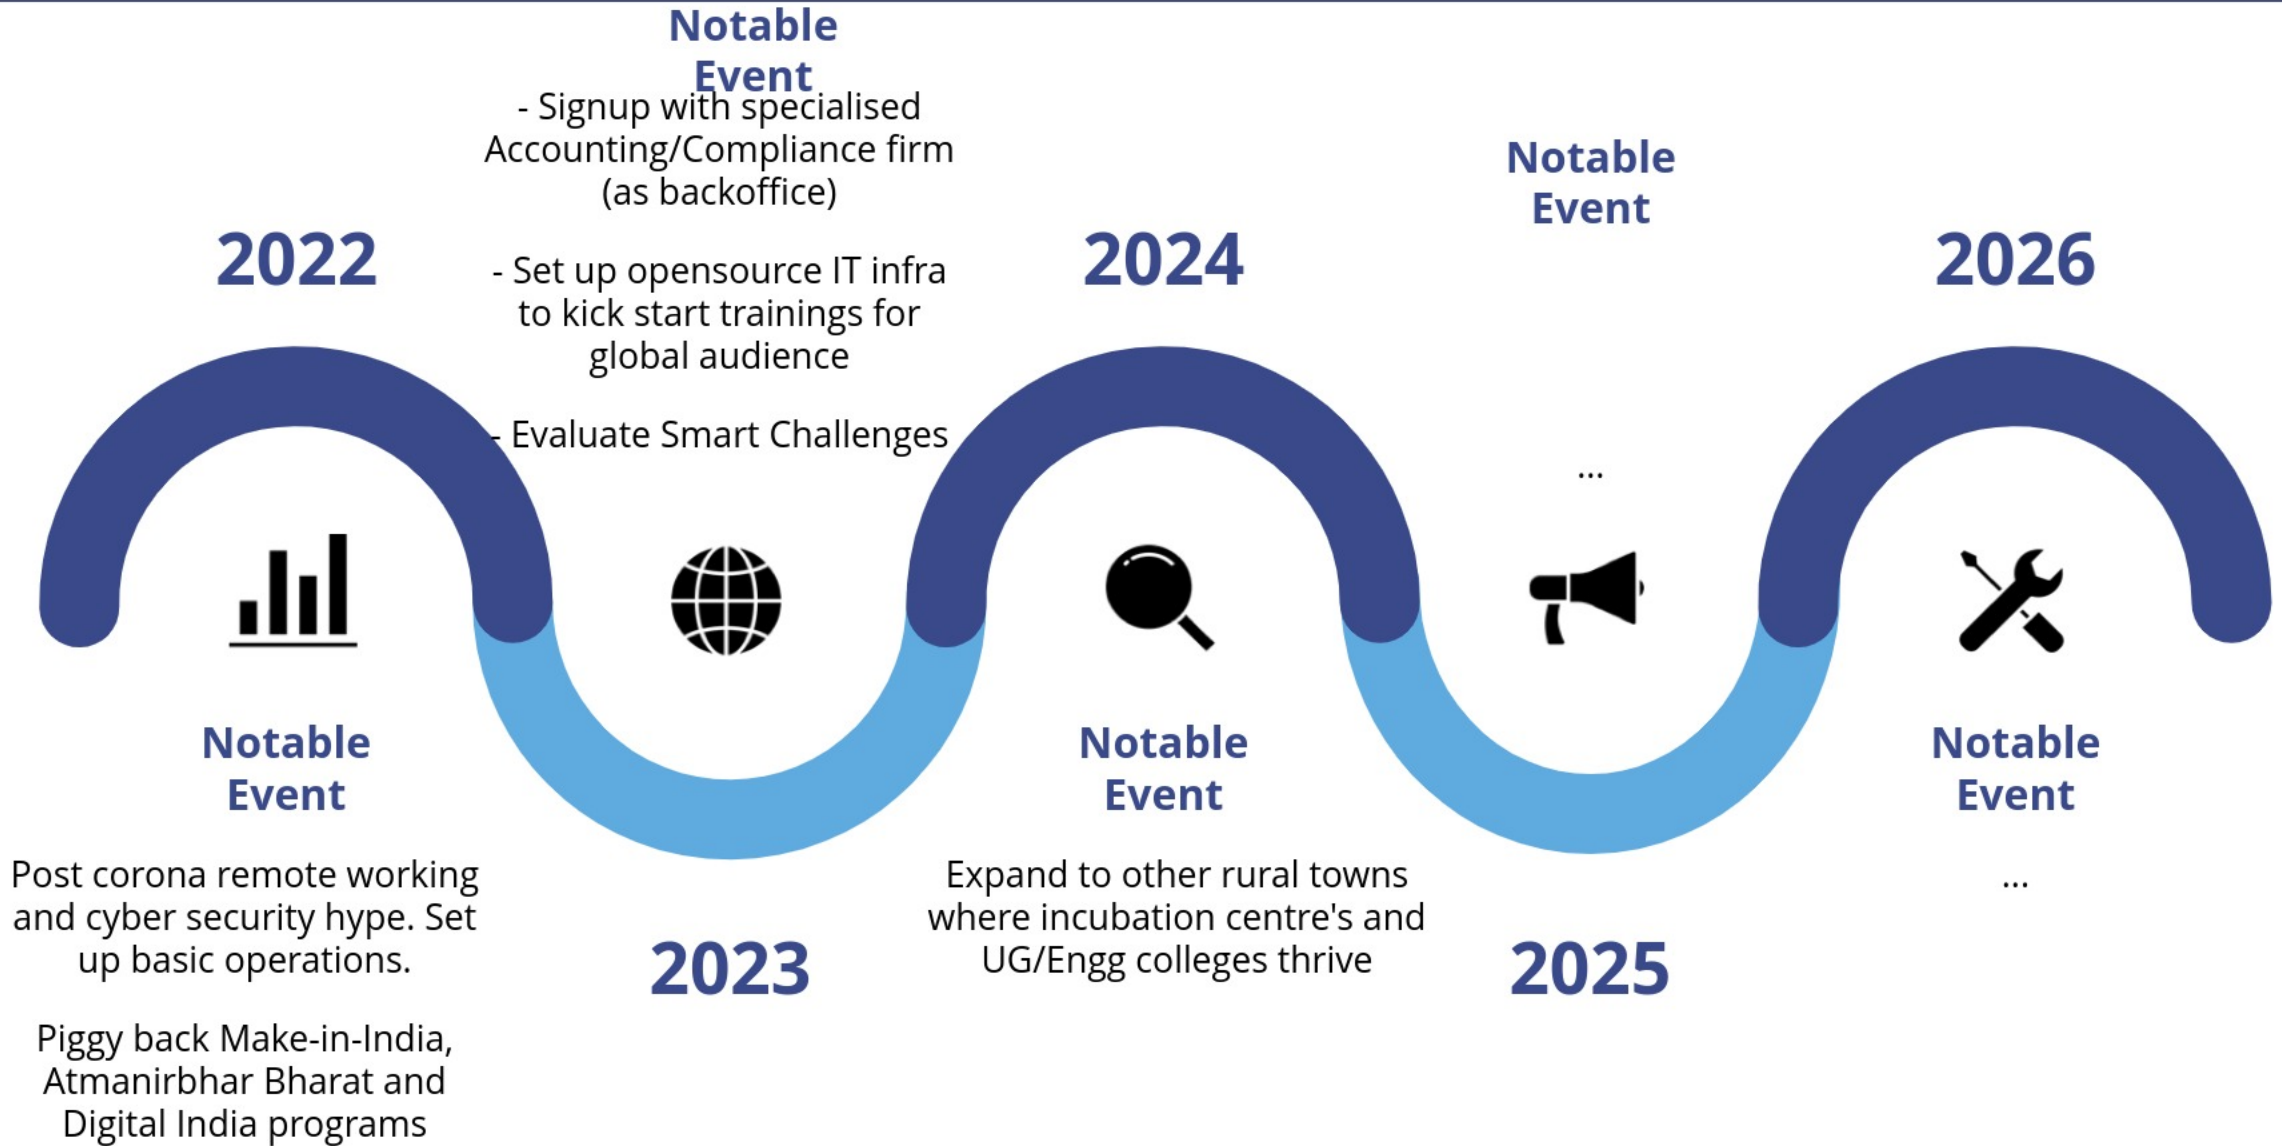 2022
Notable
Event
Post corona remote working
and cyber security hype. Set
up basic operations.
Piggy back Make-in-India,
Atmanirbhar Bharat and
Digital India programs
Notable
Event
- Signup with specialised
Accounting/Compliance firm
(as backoffice)
- Set up opensource IT infra
to kick start trainings for
global audience
- Evaluate Smart Challenges
2023
2024
Notable
Event
Expand to other rural towns
where incubation centre's and
UG/Engg colleges thrive
Notable
Event
...
2025
2026
Notable
Event
...